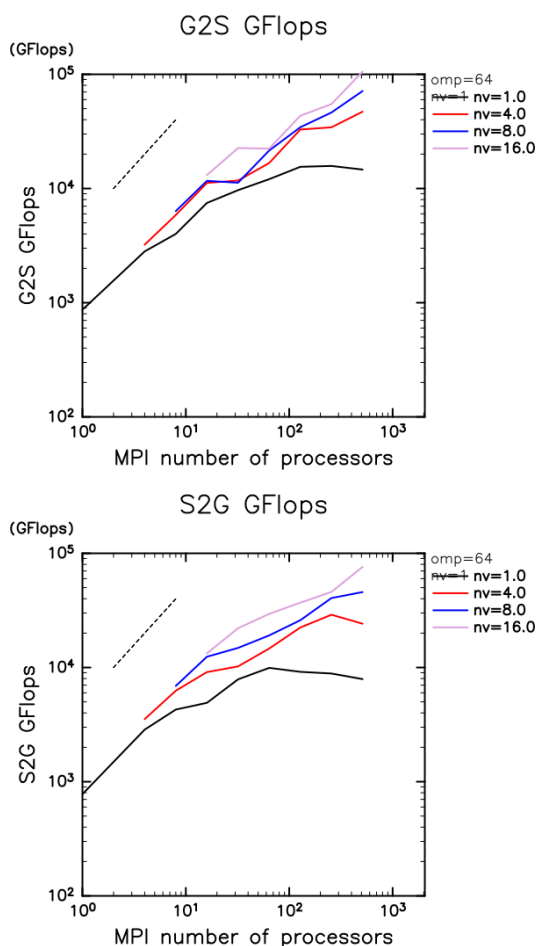 G2S GFlops
(GFlops)
10^5
omp=64
nv=1 nv=1.0
nv=4.0
nv=8.0
nv=16.0
10^4
G2S GFlops
10^3
10^2
10^0 10^1 10^2 10^3
MPI number of processors
S2G GFlops
(GFlops)
10^5
omp=64
nv=1 nv=1.0
nv=4.0
nv=8.0
nv=16.0
10^4
S2G GFlops
10^3
10^2
10^0 10^1 10^2 10^3
MPI number of processors